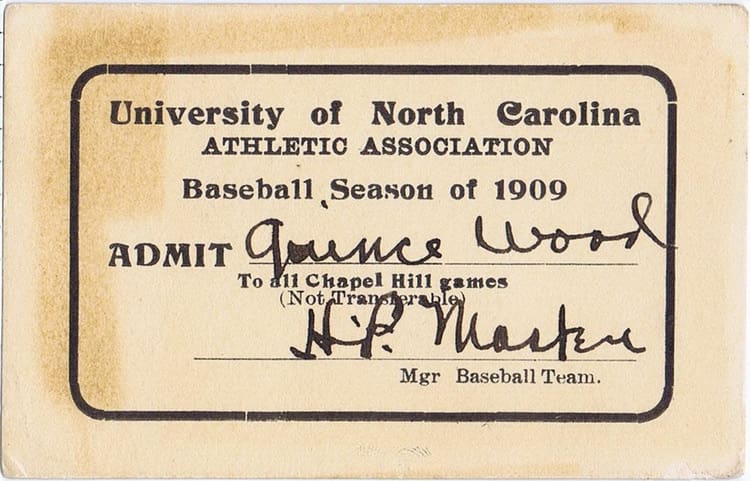 University of North Carolina
ATHLETIC ASSOCIATION
Baseball Season of 1909
ADMIT Quince Wood
To all Chapel Hill games
(Not Transferable)
H.P. Masten
Mgr Baseball Team.